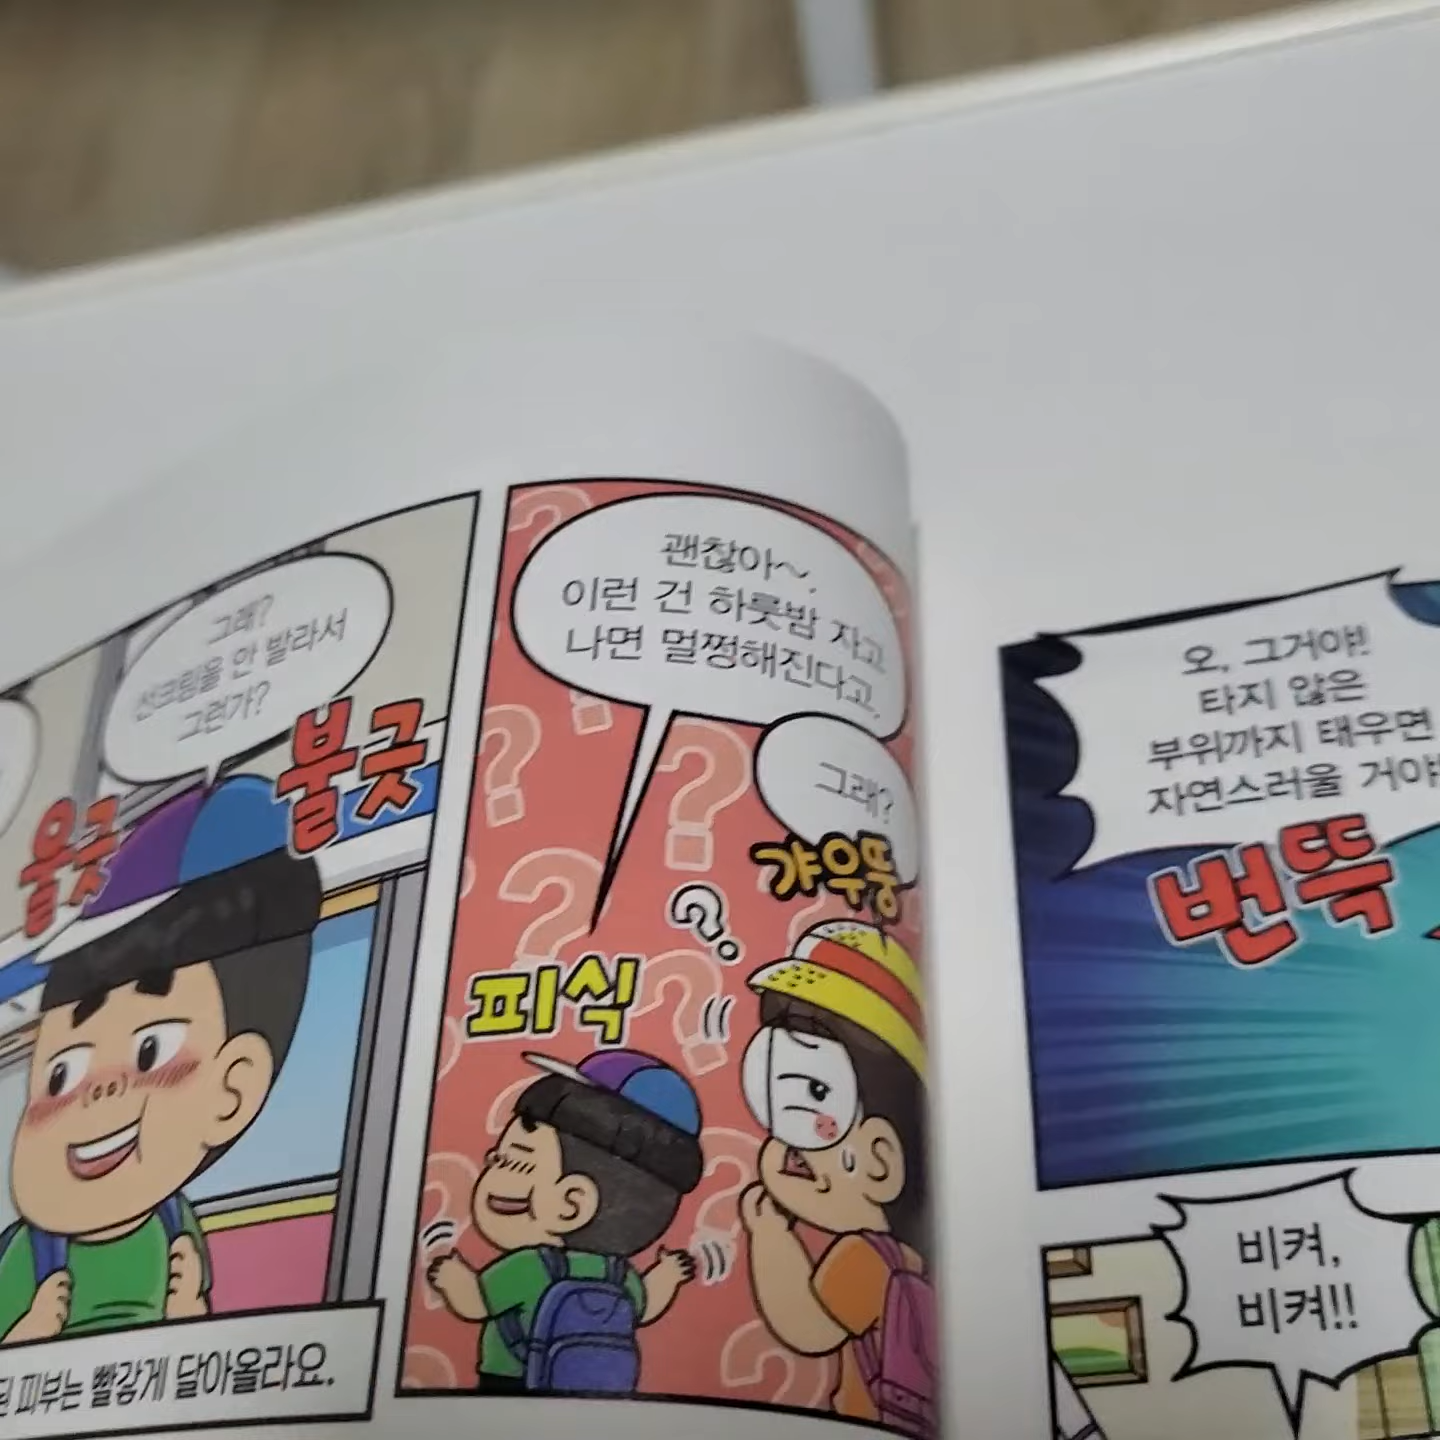 그래?
선크림을 안 발라서
그런가?
울긋
불긋
피부는 빨갛게 달아올라요.
괜찮아~.
이런 건 하룻밤 자고
나면 멀쩡해진다고.
그래?
갸우뚱
피식
오, 그거야!
타지 않은
부위까지 태우면
자연스러울 거야!
번뜩
비켜,
비켜!!